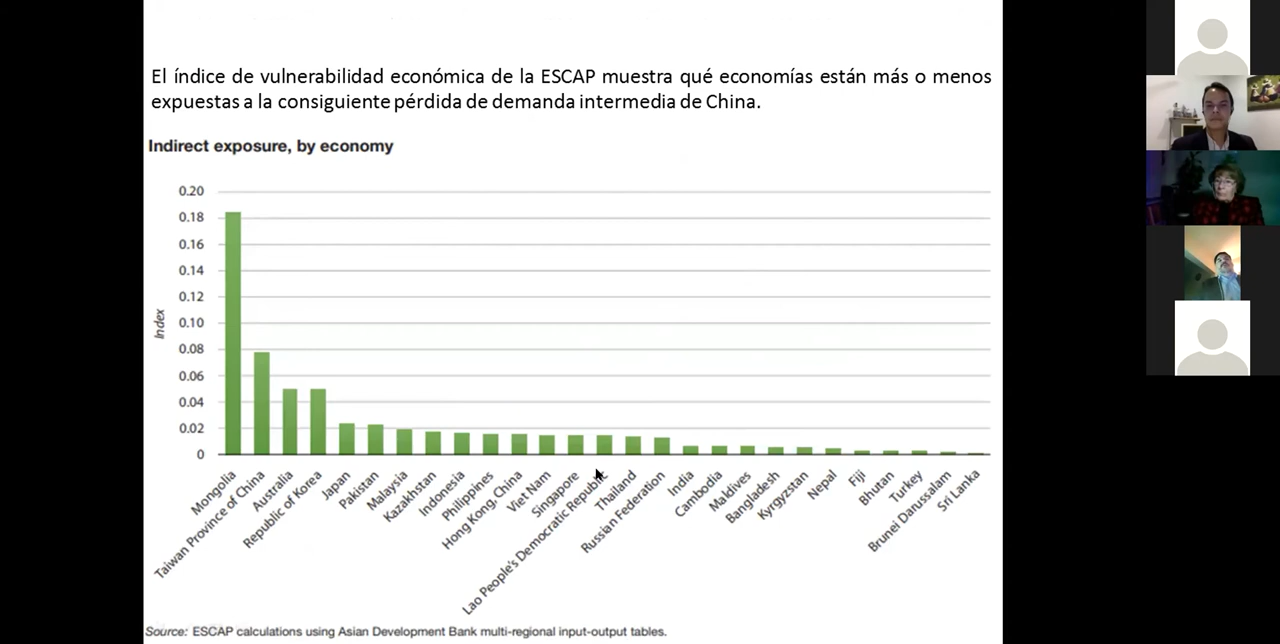 El índice de vulnerabilidad económica de la ESCAP muestra qué economías están más o menos
expuestas a la consiguiente pérdida de demanda intermedia de China.
Indirect exposure, by economy
Index
0.20
0.18
0.16
0.14
0.12
0.10
0.08
0.06
0.04
0.02
0
Mongolia
Taiwan Province of China
Australia
Republic of Korea
Japan
Pakistan
Malaysia
Kazakhstan
Indonesia
Philippines
Hong Kong, China
Viet Nam
Singapore
Lao People's Democratic Republic
Thailand
Russian Federation
India
Cambodia
Maldives
Bangladesh
Kyrgyzstan
Nepal
Fiji
Bhutan
Turkey
Brunei Darussalam
Sri Lanka
Source: ESCAP calculations using Asian Development Bank multi-regional input-output tables.